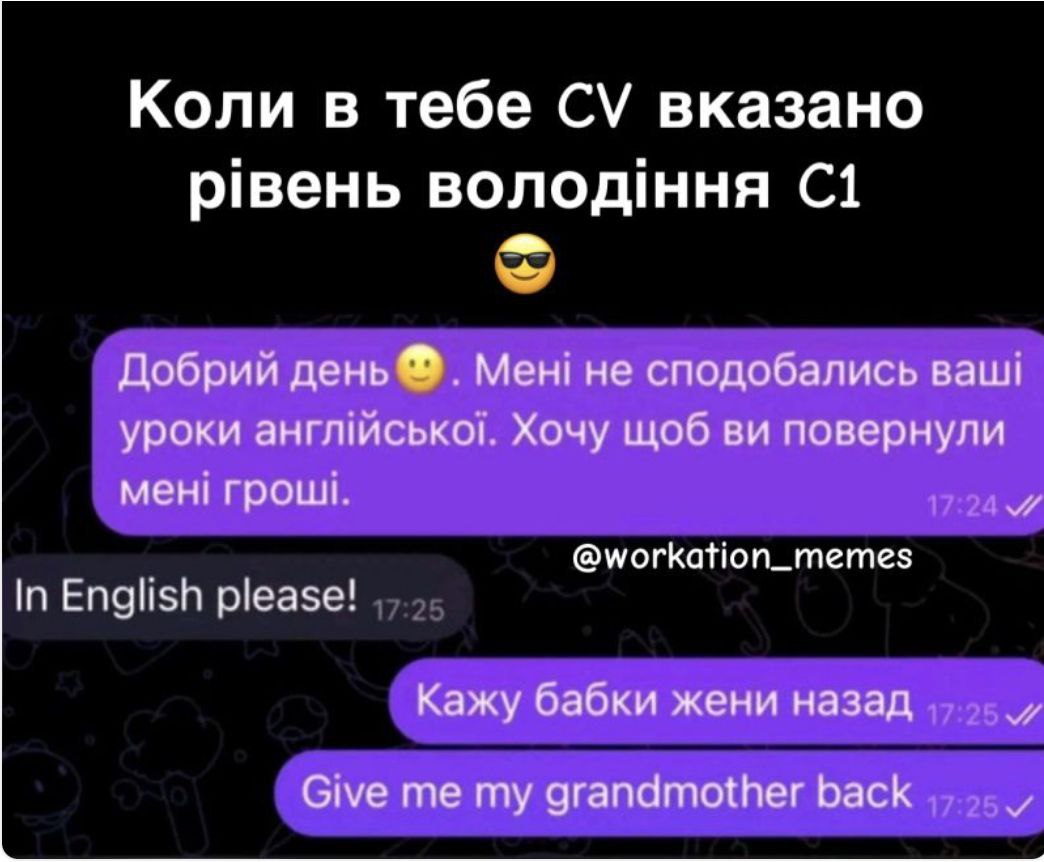 Коли в тебе CV вказано
рівень володіння C1
😎
Добрий день🙂. Мені не сподобались ваші
уроки англійської. Хочу щоб ви повернули
мені гроші.
17:24
@workation_memes
In English please! 17:25
Кажу бабки жени назад 17:25
Give me my grandmother back 17:25